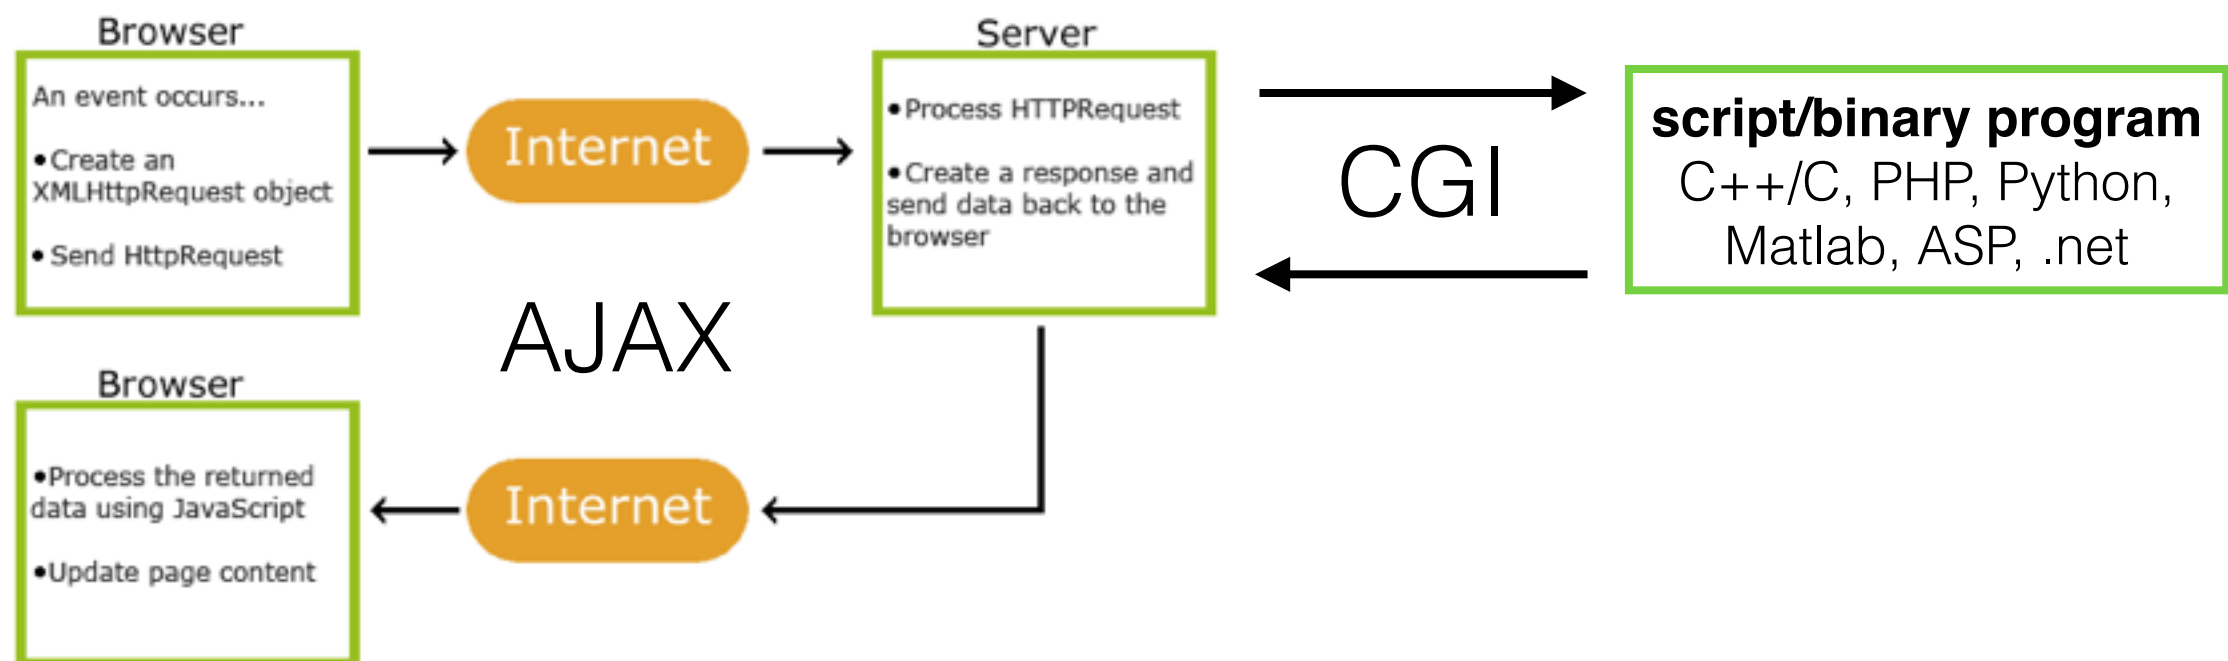 Browser
An event occurs...
•Create an
XMLHttpRequest object
• Send HttpRequest
Internet
Server
•Process HTTPRequest
•Create a response and
send data back to the
browser
CGI
script/binary program
C++/C, PHP, Python,
Matlab, ASP, .net
AJAX
Browser
•Process the returned
data using JavaScript
•Update page content
Internet